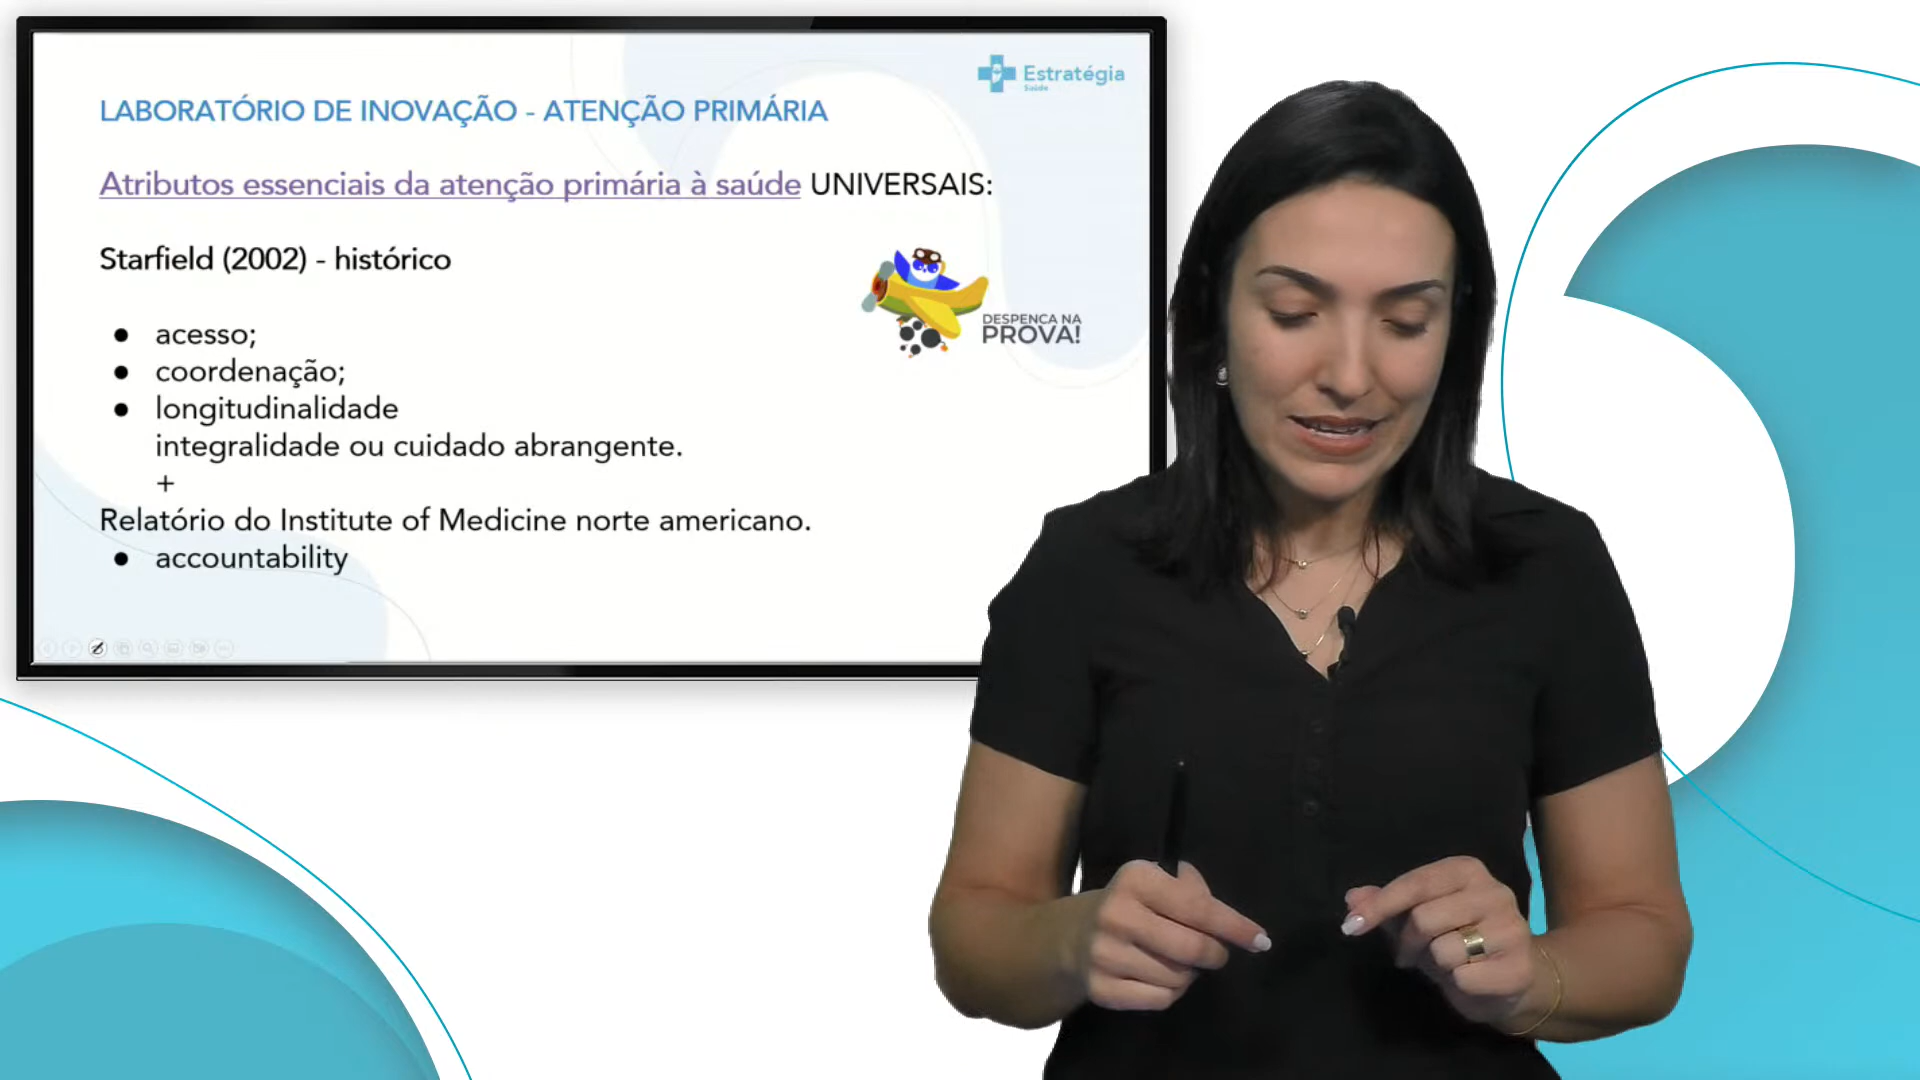 Estratégia
Saúde
LABORATÓRIO DE INOVAÇÃO - ATENÇÃO PRIMÁRIA
Atributos essenciais da atenção primária à saúde UNIVERSAIS:
Starfield (2002) - histórico
DESPENCA NA
PROVA!
● acesso;
● coordenação;
● longitudinalidade
integralidade ou cuidado abrangente.
+
Relatório do Institute of Medicine norte americano.
● accountability